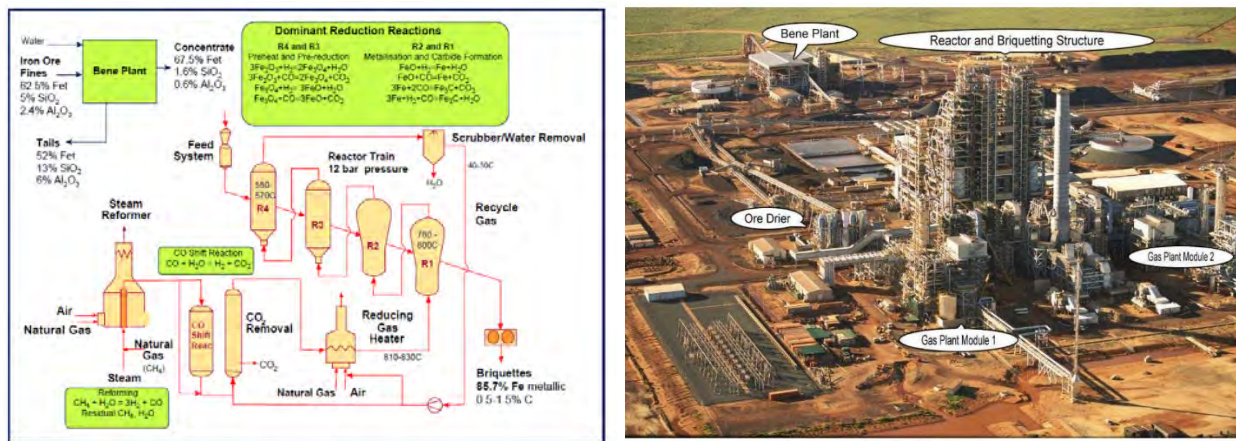 Dominant Reduction Reactions
R4 and R3
Preheat and Pre-reduction
3Fe₂O₃+H₂=2Fe₃O₄+H₂O
3Fe₂O₃+CO=2Fe₃O₄+CO₂
Fe₃O₄+H₂= 3FeO+H₂O
Fe₃O₄+CO=3FeO+CO₂
R2 and R1
Metallisation and Carbide Formation
FeO+H₂=Fe+H₂O
FeO+CO=Fe+CO₂
3Fe+2CO=Fe₃C+CO₂
3Fe+H₂+CO=Fe₃C+H₂O
Water
Iron Ore
Fines
62.5% Fet
5% SiO₂
2.4% Al₂O₃
Bene Plant
Concentrate
67.5% Fet
1.6% SiO₂
0.6% Al₂O₃
Tails
52% Fet
13% SiO₂
6% Al₂O₃
Feed
System
Scrubber/Water Removal
Reactor Train
12 bar pressure
H₂O
Recycle
Gas
R4
R3
R2
R1
Steam
Reformer
CO Shift Reaction
CO + H₂O = H₂ + CO₂
Air
Natural Gas
Natural Gas
(CH₄)
Steam
Reforming
CH₄ + H₂O = 3H₂ + CO
Residual CH₄, H₂O
CO
Shift
Reac
CO₂
Removal
CO₂
Reducing
Gas
Heater
Natural Gas
Air
Briquettes
85.7% Fe metallic
0.5-1.5% C
Bene Plant
Reactor and Briquetting Structure
Ore Drier
Gas Plant Module 2
Gas Plant Module 1